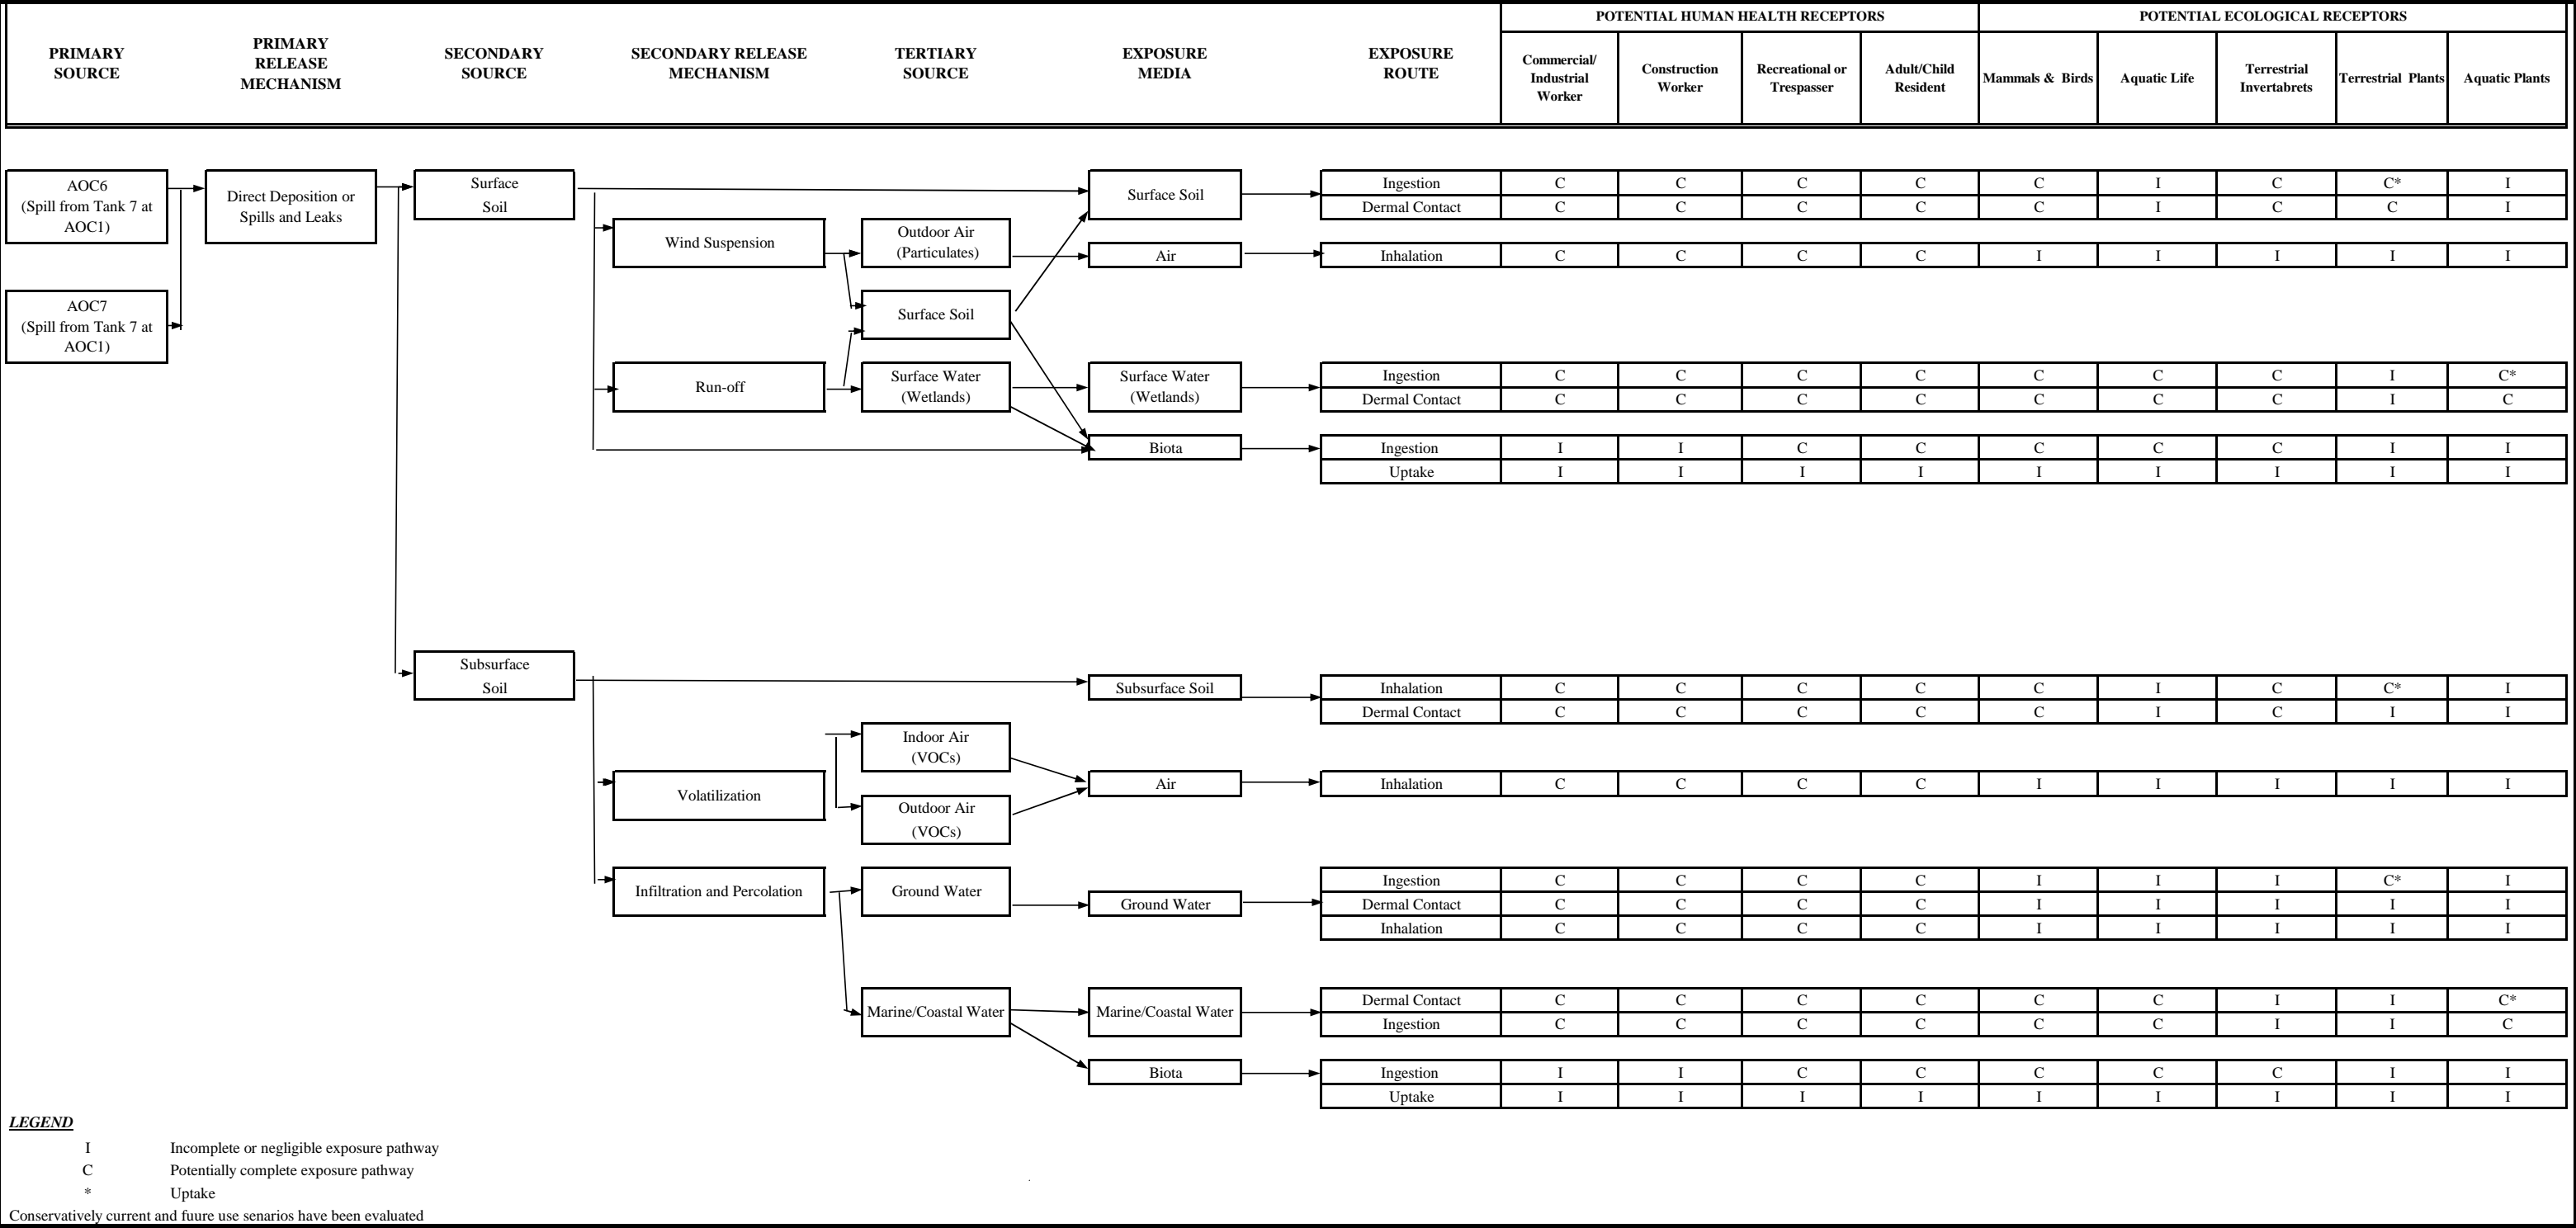 POTENTIAL HUMAN HEALTH RECEPTORS POTENTIAL ECOLOGICAL RECEPTORS
PRIMARY
SOURCE
PRIMARY
RELEASE
MECHANISM
SECONDARY
SOURCE
SECONDARY RELEASE
MECHANISM
TERTIARY
SOURCE
EXPOSURE
MEDIA
EXPOSURE
ROUTE
Commercial/
Industrial
Worker
Construction
Worker
Recreational or
Trespasser
Adult/Child
Resident
Mammals & Birds
Aquatic Life
Terrestrial
Invertabrets
Terrestrial Plants
Aquatic Plants
AOC6
(Spill from Tank 7 at
AOC1)
AOC7
(Spill from Tank 7 at
AOC1)
Direct Deposition or
Spills and Leaks
Surface
Soil
Wind Suspension
Outdoor Air
(Particulates)
Surface Soil
Run-off
Surface Water
(Wetlands)
Surface Soil
Ingestion C C C C C I C C* I
Dermal Contact C C C C C I C C I
Air
Inhalation C C C C I I I I I
Surface Water
(Wetlands)
Ingestion C C C C C C C I C*
Dermal Contact C C C C C C C I C
Biota
Ingestion I I C C C C C I I
Uptake I I I I I I I I I
Subsurface
Soil
Subsurface Soil
Inhalation C C C C C I C C* I
Dermal Contact C C C C C I C I I
Volatilization
Indoor Air
(VOCs)
Outdoor Air
(VOCs)
Air
Inhalation C C C C I I I I I
Infiltration and Percolation
Ground Water
Ground Water
Ingestion C C C C I I I C* I
Dermal Contact C C C C I I I I I
Inhalation C C C C I I I I I
Marine/Coastal Water
Marine/Coastal Water
Dermal Contact C C C C C C I I C*
Ingestion C C C C C C I I C
Biota
Ingestion I I C C C C C I I
Uptake I I I I I I I I I
LEGEND
I Incomplete or negligible exposure pathway
C Potentially complete exposure pathway
* Uptake
Conservatively current and fuure use senarios have been evaluated